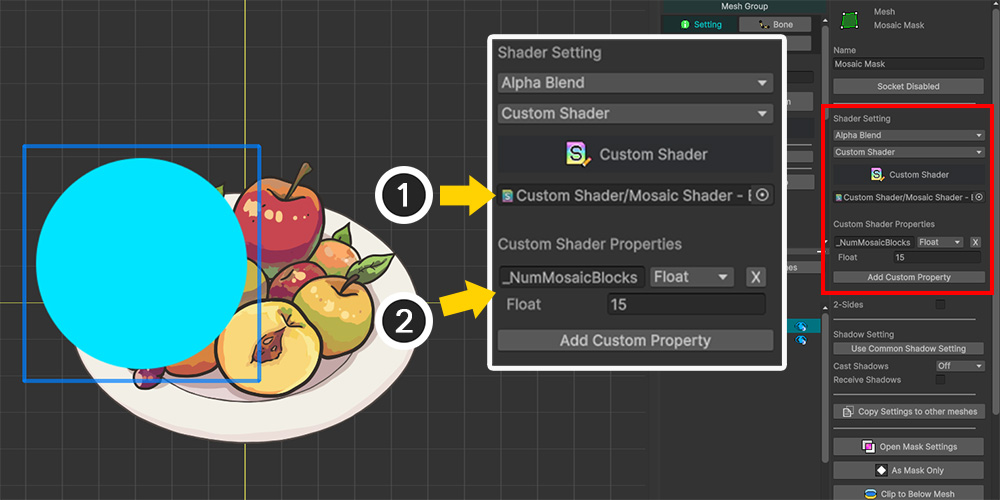 Mesh Group
Setting
Bone
Mesh
Mosaic Mask
Name
Mosaic Mask
Socket Disabled
Shader Setting
Alpha Blend
Custom Shader
Custom Shader
Custom Shader/Mosaic Shader - E
Custom Shader Properties
_NumMosaicBlocks
Float
X
Float
15
Add Custom Property
1
2
Shader Setting
Alpha Blend
Custom Shader
Custom Shader
Custom Shader/Mosaic Shader - E
Custom Shader Properties
_NumMosaicBlocks
Float
X
Float
15
Add Custom Property
2-Sides
Shadow Setting
Use Common Shadow Setting
Cast Shadows
Off
Receive Shadows
Copy Settings to other meshes
Open Mask Settings
As Mask Only
Clip to Below Mesh